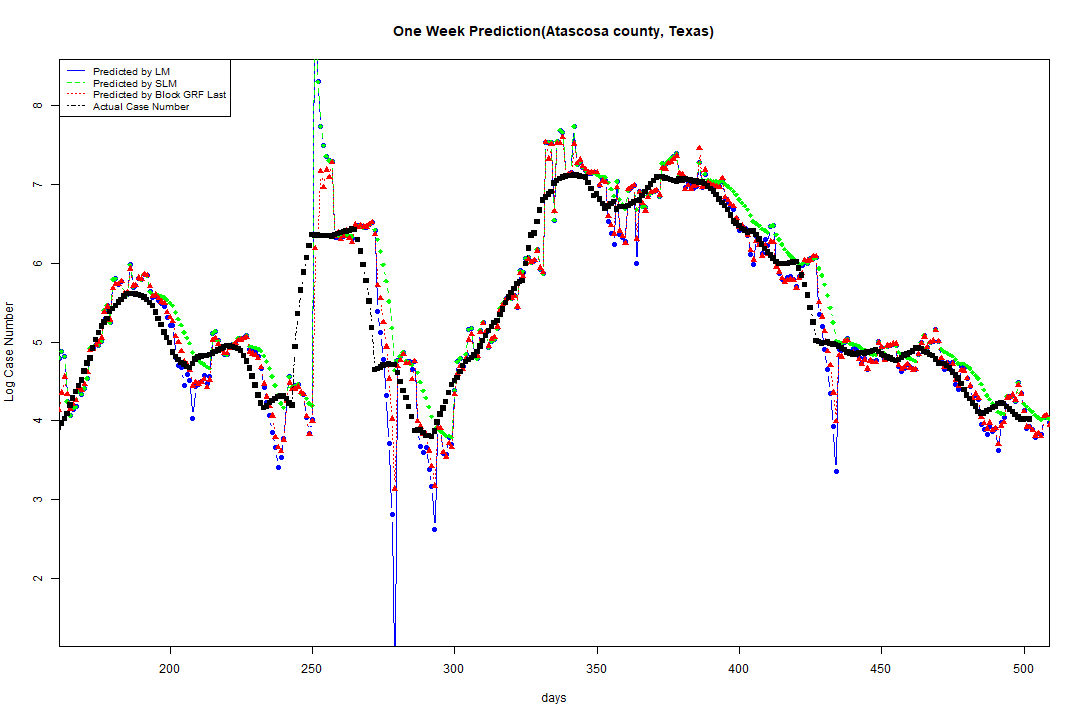 One Week Prediction(Atascosa county, Texas)
Predicted by LM
Predicted by SLM
Predicted by Block GRF Last
Actual Case Number
Log Case Number
8
7
6
5
4
3
2
200 250 300 350 400 450 500
days